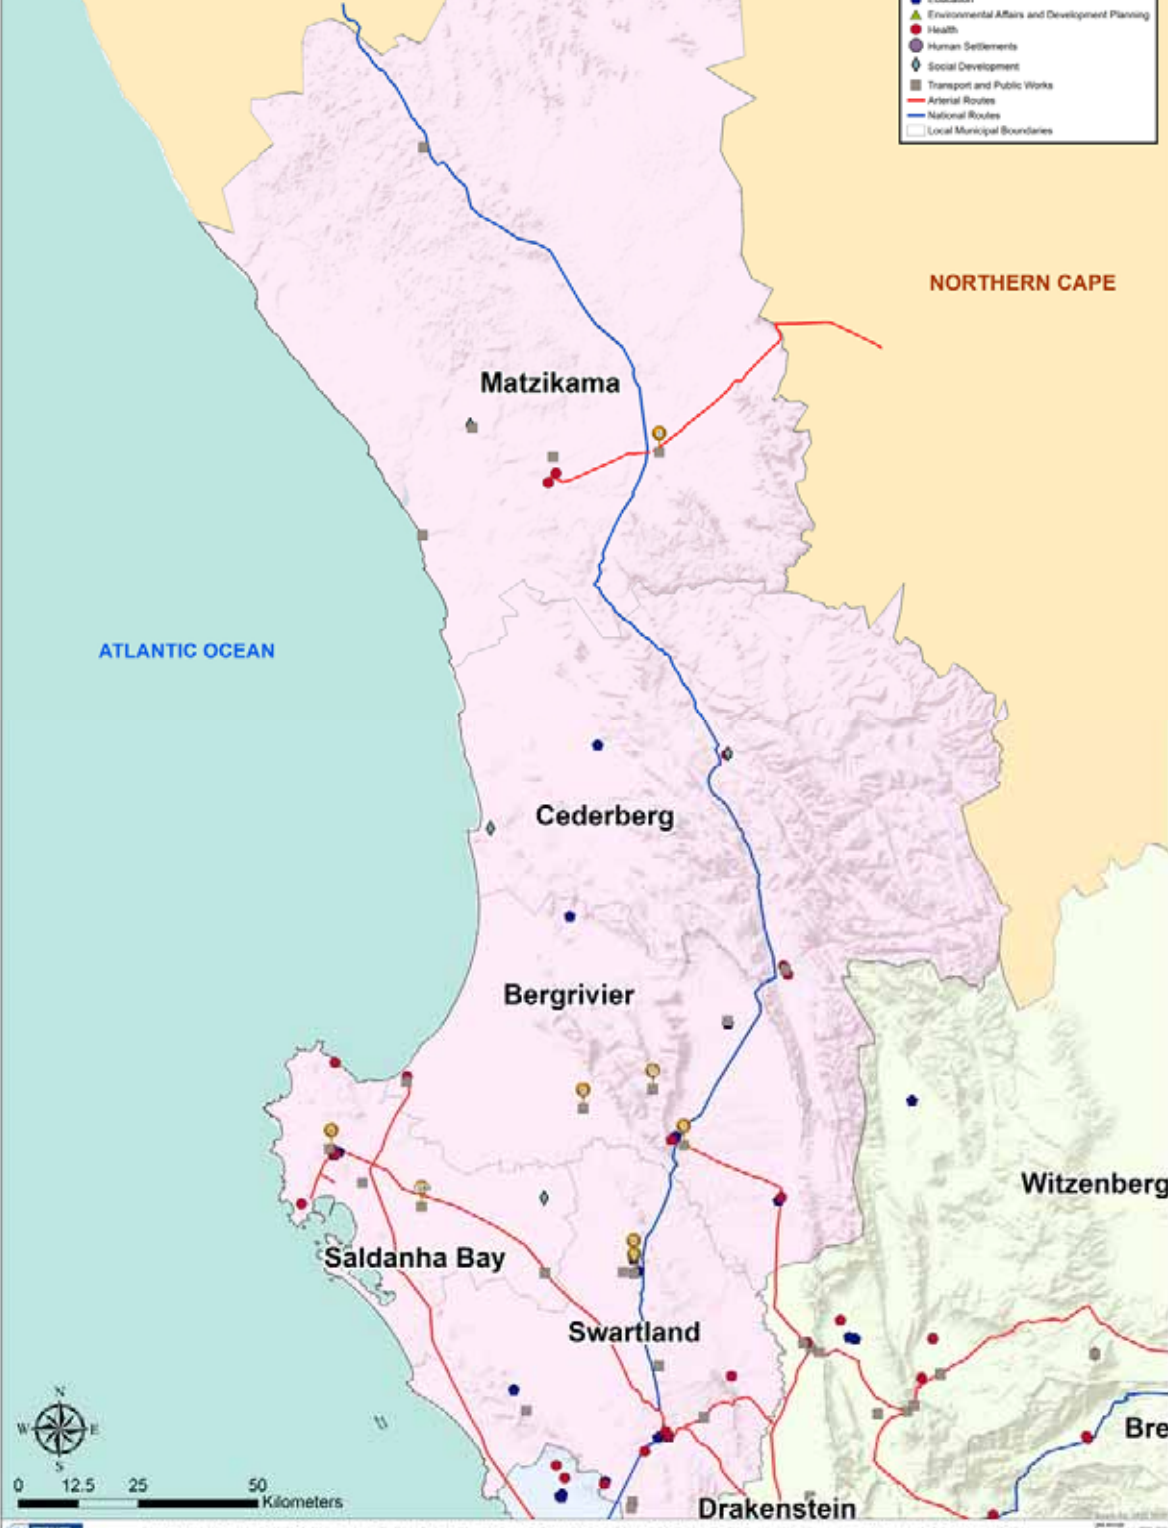 Education
Environmental Affairs and Development Planning
Health
Human Settlements
Social Development
Transport and Public Works
Arterial Routes
National Routes
Local Municipal Boundaries
NORTHERN CAPE
Matzikama
ATLANTIC OCEAN
Cederberg
Bergrivier
Witzenberg
Saldanha Bay
Swartland
N
W E
S
Bre
0 12.5 25 50
Kilometers
Drakenstein